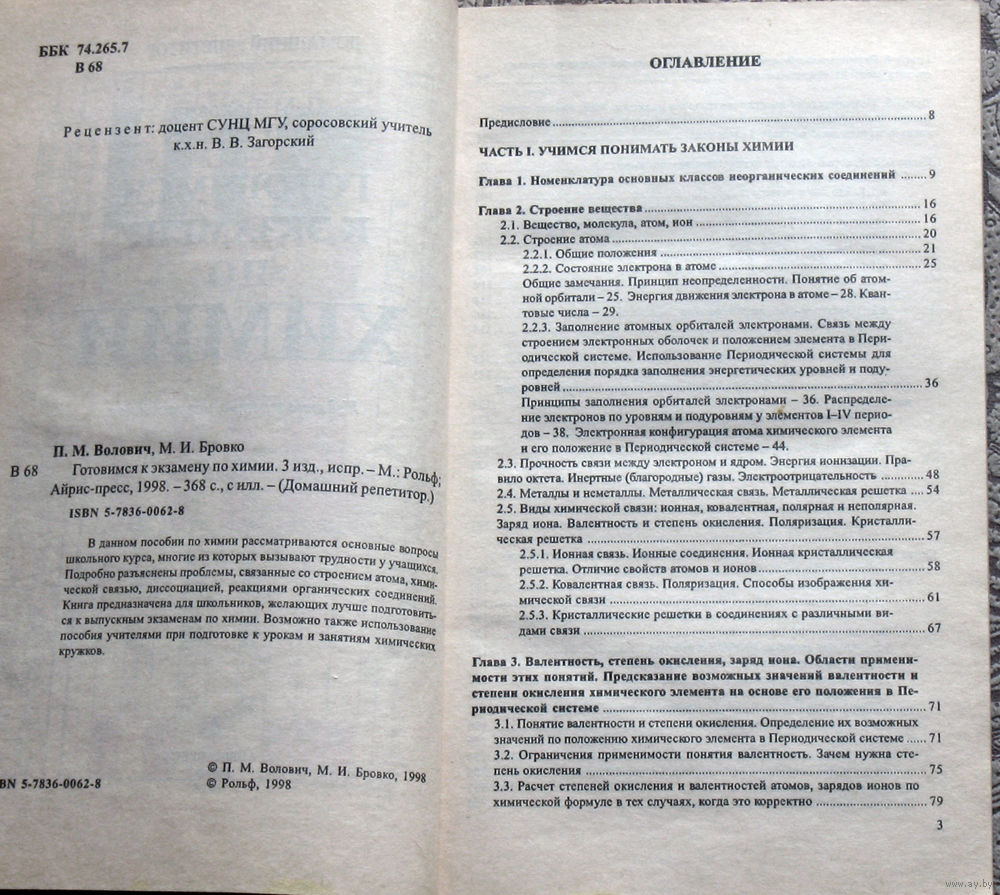 ББК 74.265.7
В 68
Рецензент: доцент СУНЦ МГУ, соросовский учитель
к.х.н. В. В. Загорский
П. М. Волович, М. И. Бровко
В 68 Готовимся к экзамену по химии. 3 изд., испр. – М.: Рольф;
Айрис-пресс, 1998. – 368 с., с илл. – (Домашний репетитор.)
ISBN 5-7836-0062-8
В данном пособии по химии рассматриваются основные вопросы
школьного курса, многие из которых вызывают трудности у учащихся.
Подробно разъяснены проблемы, связанные со строением атома, хими-
ческой связью, диссоциацией, реакциями органических соединений.
Книга предназначена для школьников, желающих лучше подготовить-
ся к выпускным экзаменам по химии. Возможно также использование
пособия учителями при подготовке к урокам и занятиям химических
кружков.
© П. М. Волович, М. И. Бровко, 1998
BN 5-7836-0062-8 © Рольф, 1998
ОГЛАВЛЕНИЕ
Предисловие ........ 8
ЧАСТЬ I. УЧИМСЯ ПОНИМАТЬ ЗАКОНЫ ХИМИИ
Глава 1. Номенклатура основных классов неорганических соединений ....... 9
Глава 2. Строение вещества ........ 16
2.1. Вещество, молекула, атом, ион ........ 16
2.2. Строение атома ........ 20
2.2.1. Общие положения ........ 21
2.2.2. Состояние электрона в атоме ........ 25
Общие замечания. Принцип неопределенности. Понятие об атом-
ной орбитали – 25. Энергия движения электрона в атоме – 28. Кван-
товые числа – 29.
2.2.3. Заполнение атомных орбиталей электронами. Связь между
строением электронных оболочек и положением элемента в Пери-
одической системе. Использование Периодической системы для
определения порядка заполнения энергетических уровней и поду-
ровней ........ 36
Принципы заполнения орбиталей электронами – 36. Распределе-
ние электронов по уровням и подуровням у элементов I–IV перио-
дов – 38. Электронная конфигурация атома химического элемента
и его положение в Периодической системе – 44.
2.3. Прочность связи между электроном и ядром. Энергия ионизации. Пра-
вило октета. Инертные (благородные) газы. Электроотрицательность ........ 48
2.4. Металлы и неметаллы. Металлическая связь. Металлическая решетка .... 54
2.5. Виды химической связи: ионная, ковалентная, полярная и неполярная.
Заряд иона. Валентность и степень окисления. Поляризация. Кристалли-
ческая решетка ........ 57
2.5.1. Ионная связь. Ионные соединения. Ионная кристаллическая
решетка. Отличие свойств атомов и ионов ........ 58
2.5.2. Ковалентная связь. Поляризация. Способы изображения хи-
мической связи ........ 61
2.5.3. Кристаллические решетки в соединениях с различными ви-
дами связи ........ 67
Глава 3. Валентность, степень окисления, заряд иона. Области примени-
мости этих понятий. Предсказание возможных значений валентности и
степени окисления химического элемента на основе его положения в Пе-
риодической системе ........ 71
3.1. Понятие валентности и степени окисления. Определение их возможных
значений по положению химического элемента в Периодической системе ...... 71
3.2. Ограничения применимости понятия валентность. Зачем нужна сте-
пень окисления ........ 75
3.3. Расчет степеней окисления и валентностей атомов, зарядов ионов по
химической формуле в тех случаях, когда это корректно ........ 79
3
www.ay.by